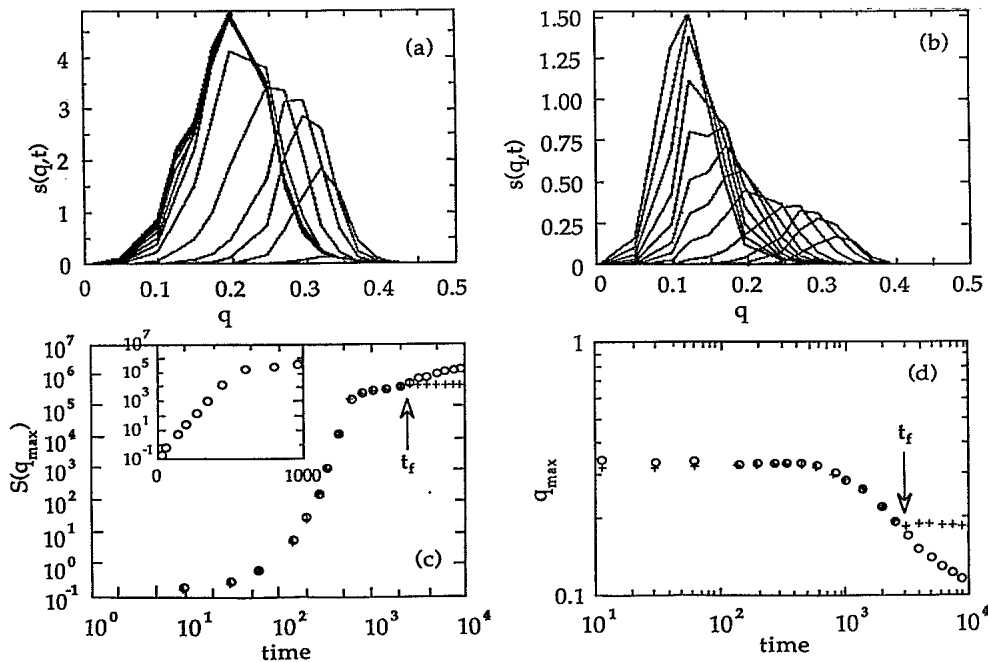 (a)
s(q,t)
4
3
2
1
0
0 0.1 0.2 0.3 0.4 0.5
q
(b)
s(q,t)
1.50
1.25
1.00
0.75
0.50
0.25
0
0 0.1 0.2 0.3 0.4 0.5
q
(c)
S(q_max)
10^7
10^6
10^5
10^4
10^3
10^2
10^1
10^0
10^-1
10^7
10^5
10^3
10^1
10^-1
0 1000
t_f
10^0 10^1 10^2 10^3 10^4
time
(d)
q_max
1
0.1
t_f
10^1 10^2 10^3 10^4
time